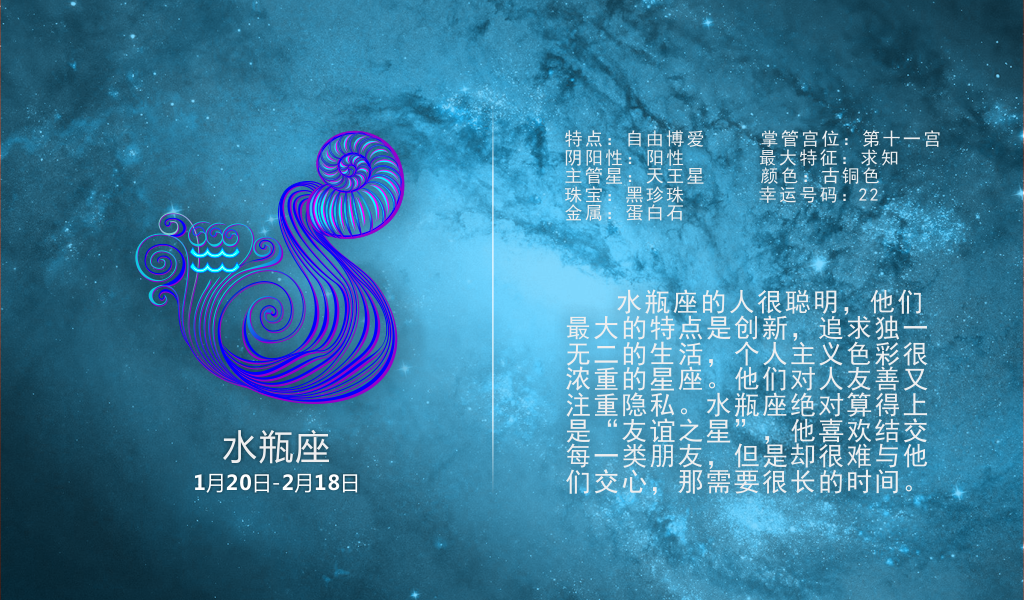 水瓶座
1月20日-2月18日
特点：自由博爱
阴阳性：阳性
主管星：天王星
珠宝：黑珍珠
金属：蛋白石
掌管宫位：第十一宫
最大特征：求知
颜色：古铜色
幸运号码：22
水瓶座的人很聪明，他们
最大的特点是创新，追求独一
无二的生活，个人主义色彩很
浓重的星座。他们对人友善又
注重隐私。水瓶座绝对算得上
是“友谊之星”，他喜欢结交
每一类朋友，但是却很难与他
们交心，那需要很长的时间。